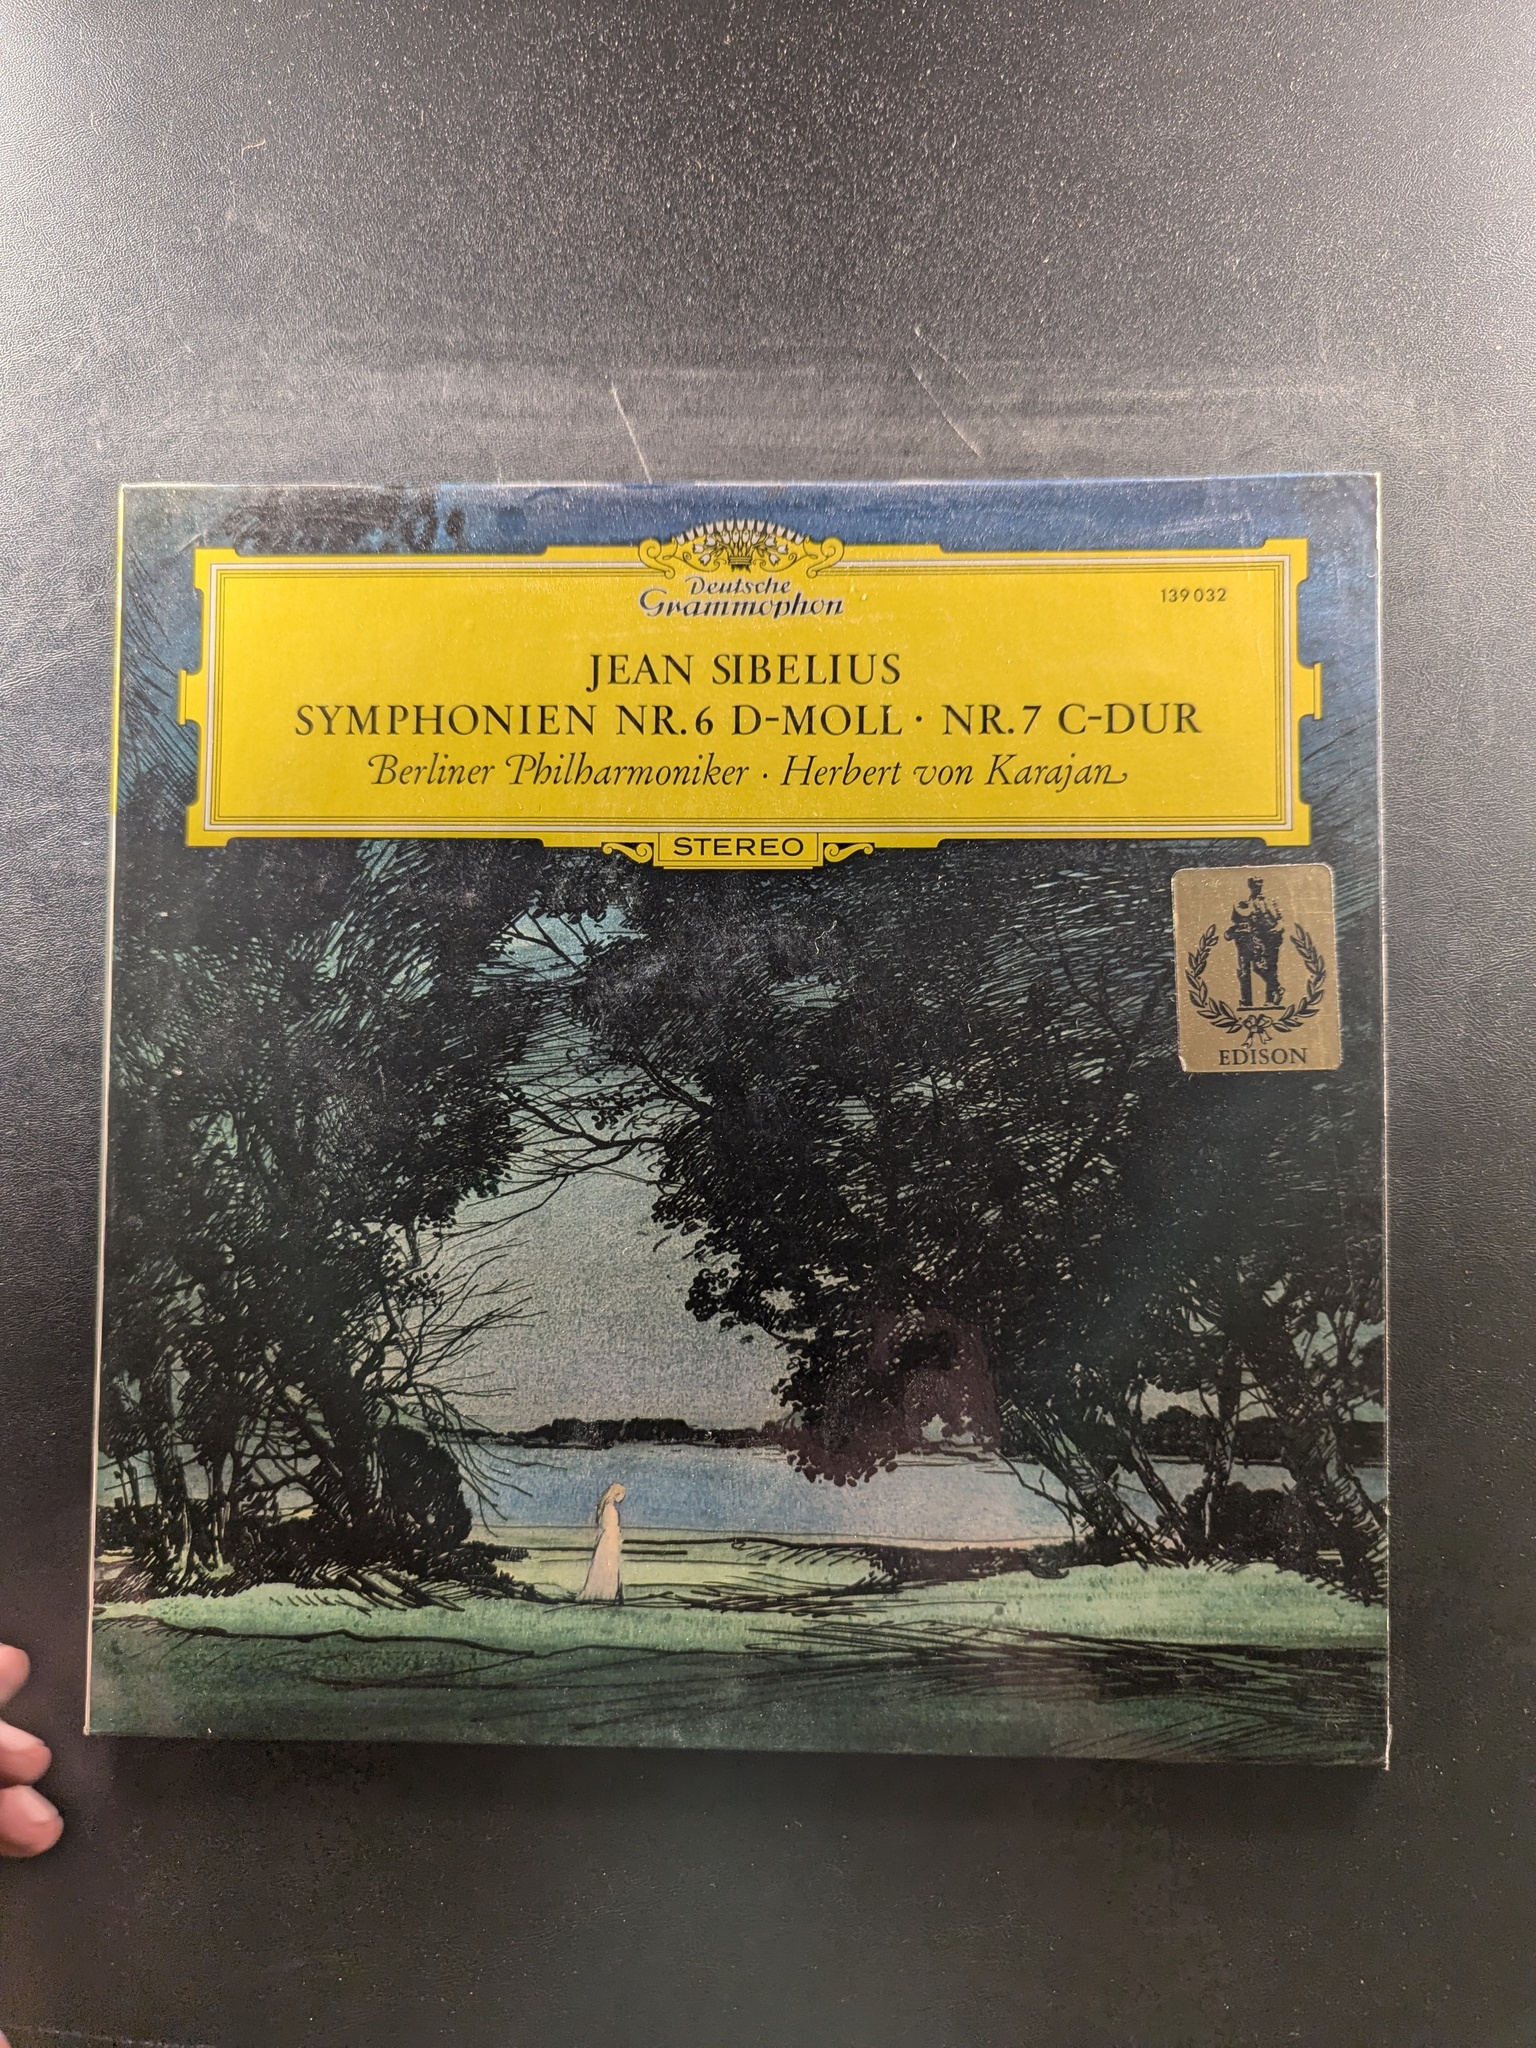 Deutsche
Grammophon
139 032
JEAN SIBELIUS
SYMPHONIEN NR. 6 D-MOLL · NR. 7 C-DUR
Berliner Philharmoniker · Herbert von Karajan
STEREO
EDISON